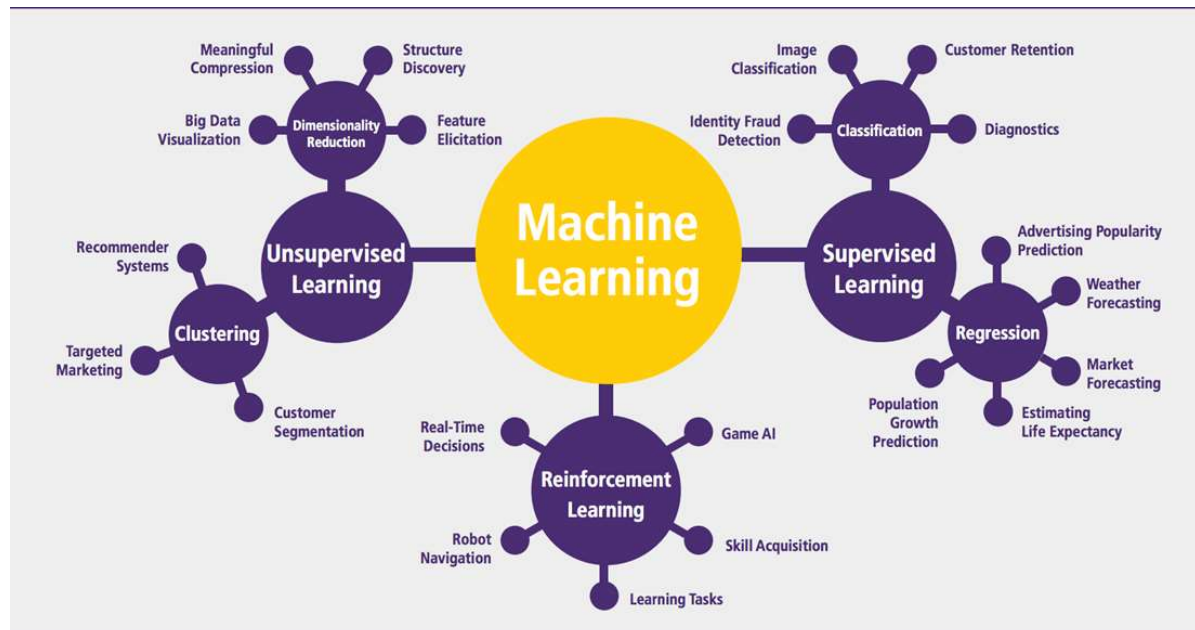 Machine
Learning
Unsupervised
Learning
Dimensionality
Reduction
Meaningful
Compression
Structure
Discovery
Big Data
Visualization
Feature
Elicitation
Clustering
Recommender
Systems
Targeted
Marketing
Customer
Segmentation
Supervised
Learning
Classification
Image
Classification
Customer Retention
Identity Fraud
Detection
Diagnostics
Regression
Advertising Popularity
Prediction
Weather
Forecasting
Market
Forecasting
Estimating
Life Expectancy
Population
Growth
Prediction
Reinforcement
Learning
Real-Time
Decisions
Game AI
Robot
Navigation
Skill Acquisition
Learning Tasks